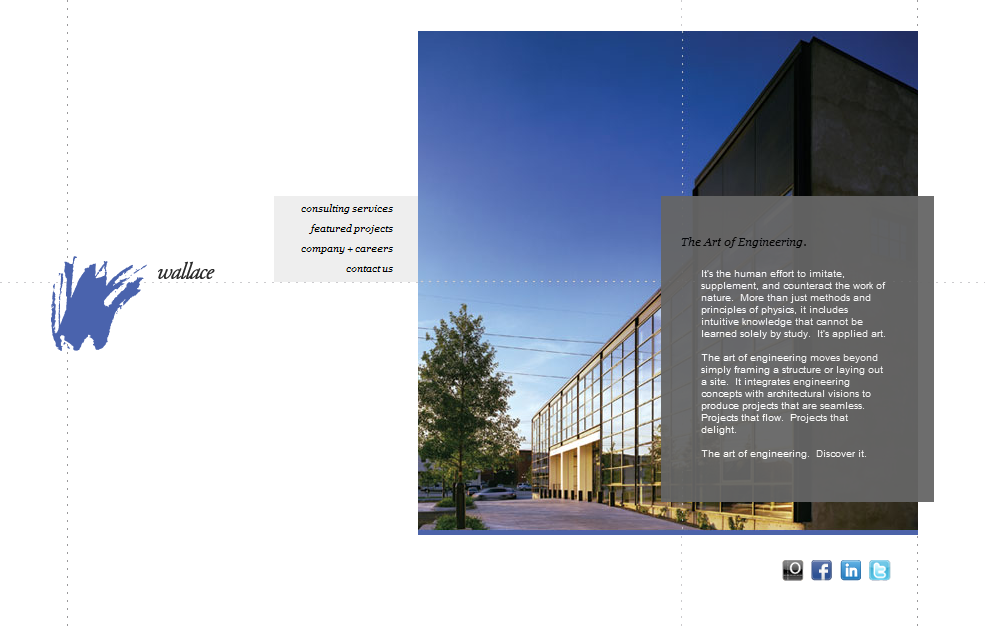 consulting services
featured projects
company + careers
contact us
wallace
The Art of Engineering.
It's the human effort to imitate,
supplement, and counteract the work of
nature.  More than just methods and
principles of physics, it includes
intuitive knowledge that cannot be
learned solely by study.  It's applied art.
The art of engineering moves beyond
simply framing a structure or laying out
a site.  It integrates engineering
concepts with architectural visions to
produce projects that are seamless.
Projects that flow.  Projects that
delight.
The art of engineering.  Discover it.